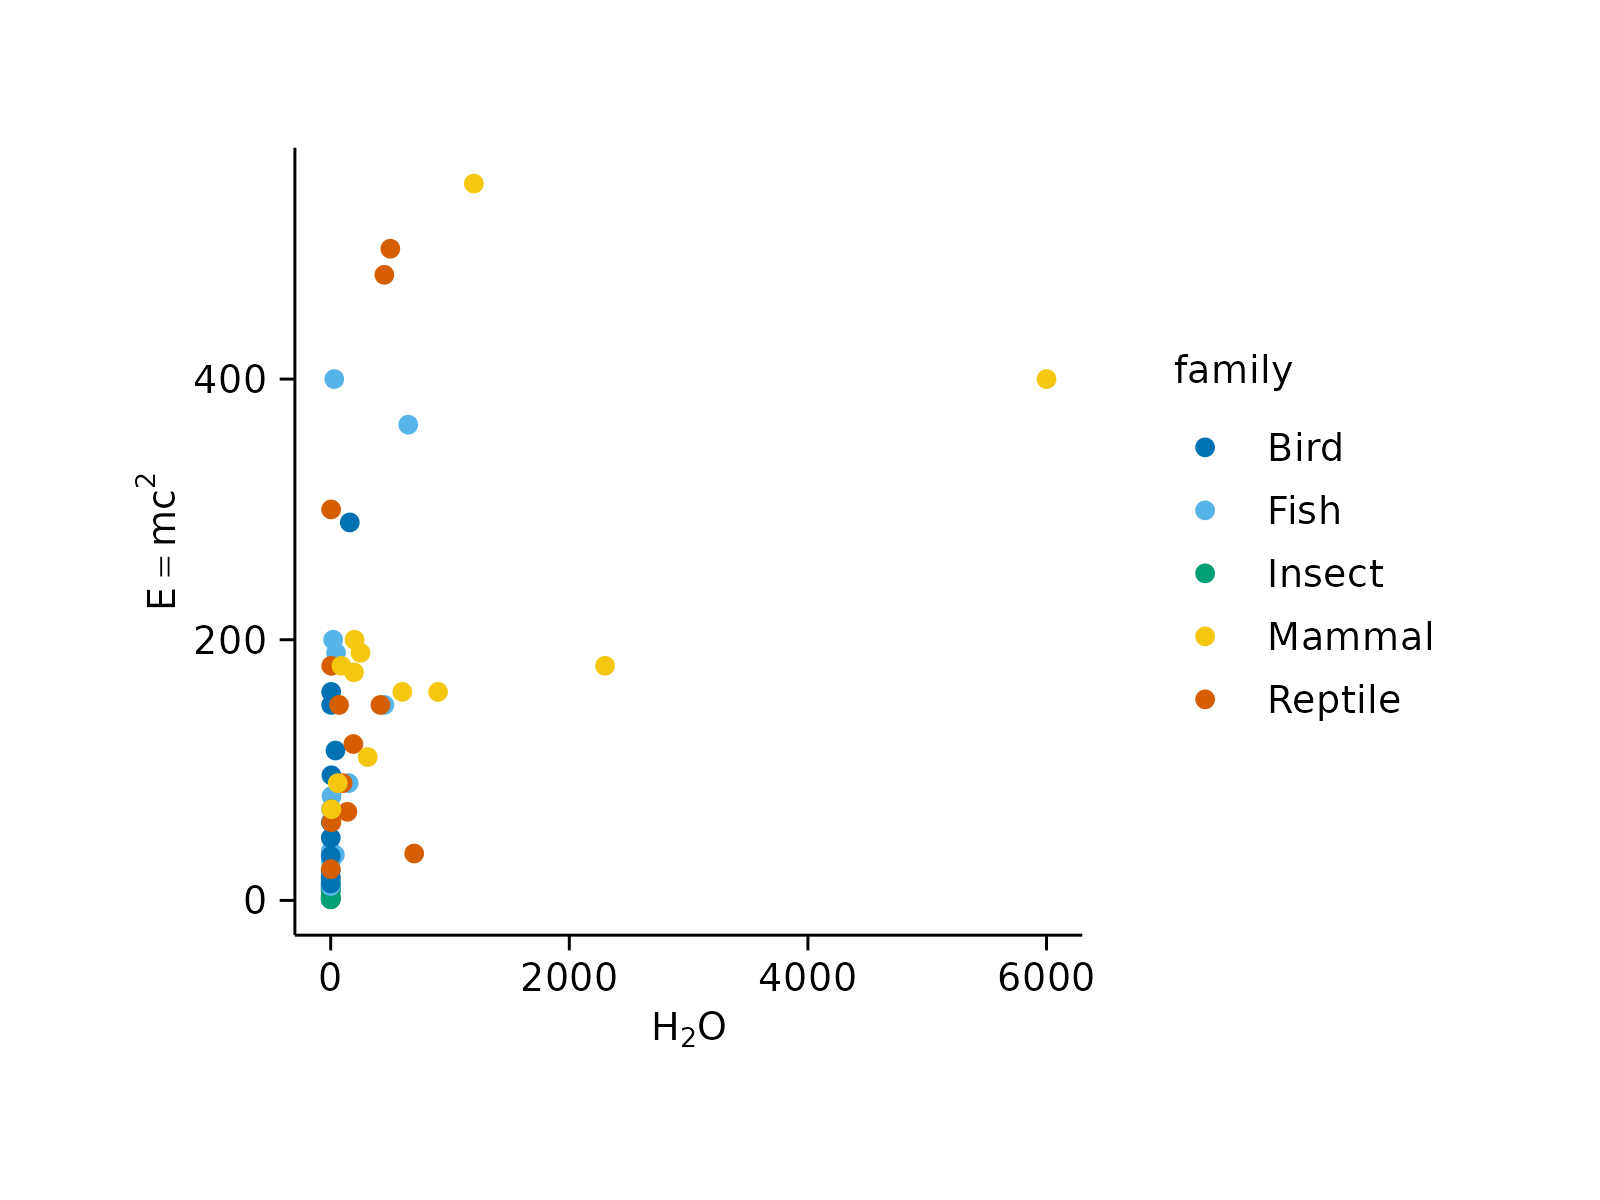 400
200
0
E = mc²
0 2000 4000 6000
H₂O
family
Bird
Fish
Insect
Mammal
Reptile